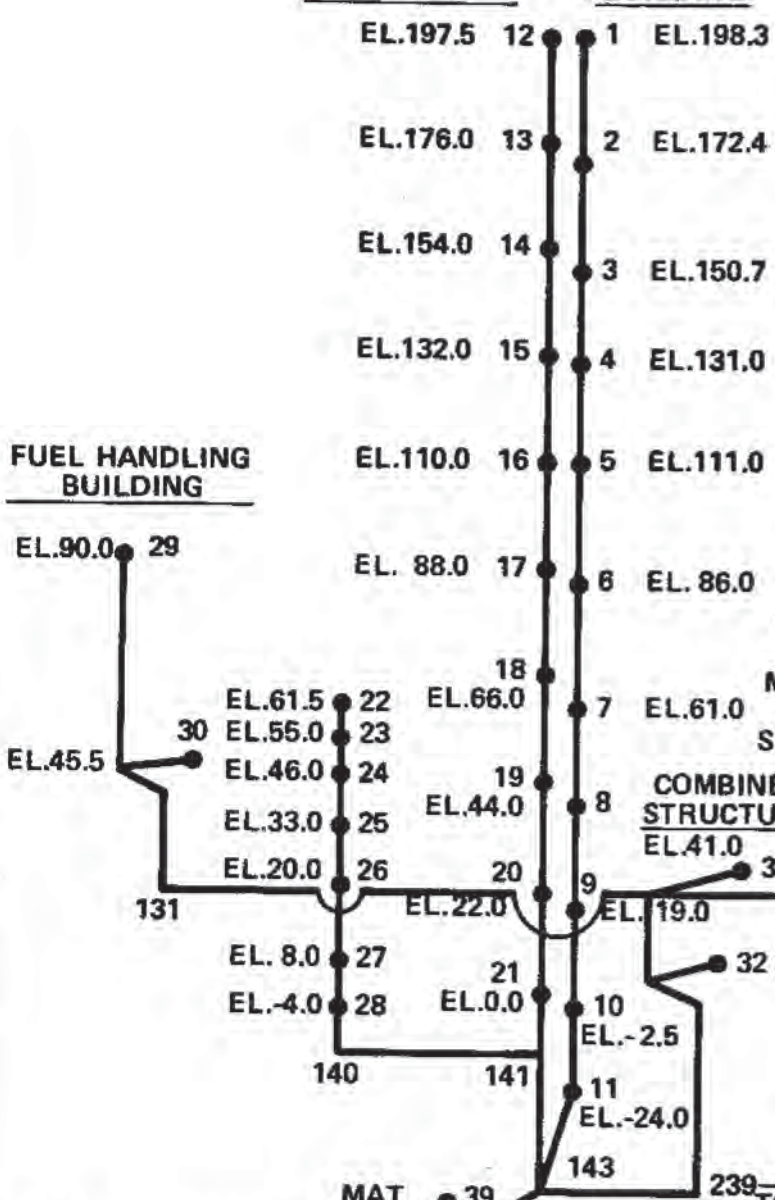 EL.197.5 12 1 EL.198.3
EL.176.0 13 2 EL.172.4
EL.154.0 14
3 EL.150.7
EL.132.0 15 4 EL.131.0
FUEL HANDLING
BUILDING
EL.110.0 16 5 EL.111.0
EL.90.0 29
EL. 88.0 17 6 EL. 86.0
18
EL.66.0
EL.61.5 22 7 EL.61.0
30 EL.55.0 23
EL.45.5 EL.46.0 24 19
EL.44.0 8
EL.33.0 25
EL.41.0
EL.20.0 26 20 9
131 EL.22.0 EL. 19.0
EL. 8.0 27 32
EL.-4.0 28 21
EL.0.0 10
EL.-2.5
140 141 11
EL.-24.0
143
MAT 39 239